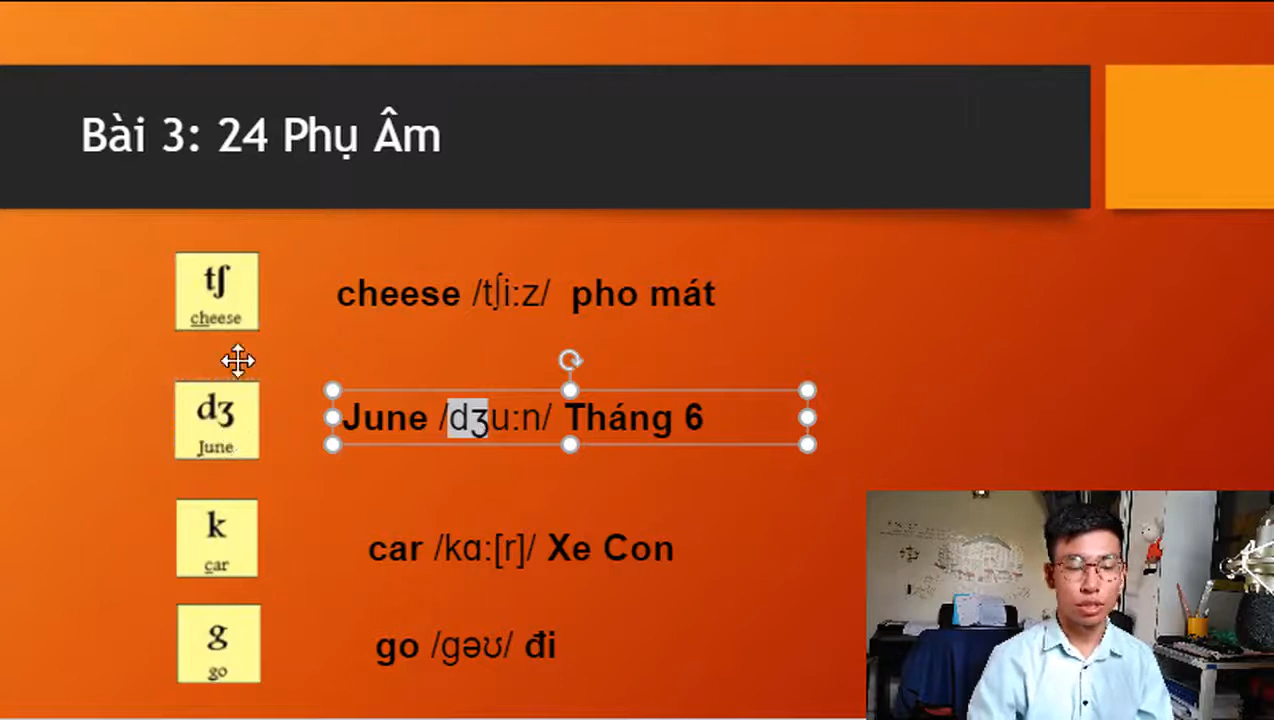 Bài 3: 24 Phụ Âm
tʃ
cheese
cheese /tʃi:z/ pho mát
dʒ
June
June /dʒu:n/ Tháng 6
k
car
car /kɑ:[r]/ Xe Con
g
go
go /gəʊ/ đi